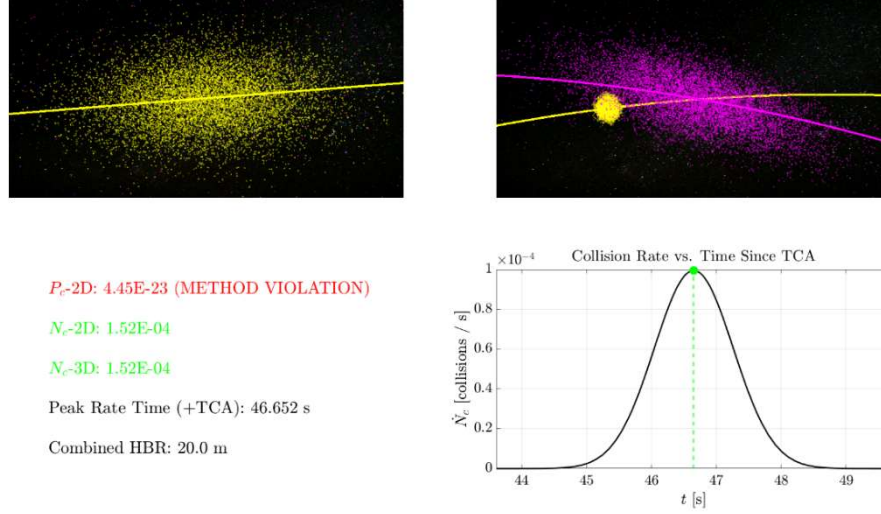 P_c-2D: 4.45E-23 (METHOD VIOLATION)
N_c-2D: 1.52E-04
N_c-3D: 1.52E-04
Peak Rate Time (+TCA): 46.652 s
Combined HBR: 20.0 m
×10⁻⁴
Collision Rate vs. Time Since TCA
1
0.8
0.6
0.4
0.2
0
Ṅ_c [collisions / s]
44 45 46 47 48 49
t [s]